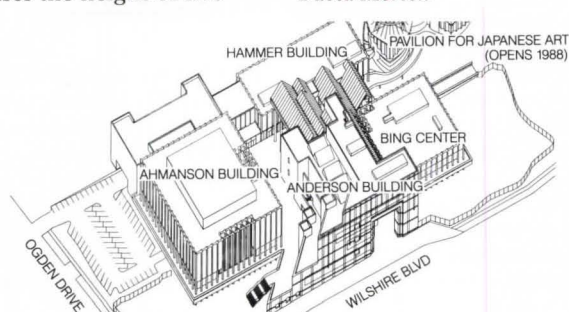 HAMMER BUILDING
PAVILION FOR JAPANESE ART
(OPENS 1988)
BING CENTER
AHMANSON BUILDING
ANDERSON BUILDING
OGDEN DRIVE
WILSHIRE BLVD